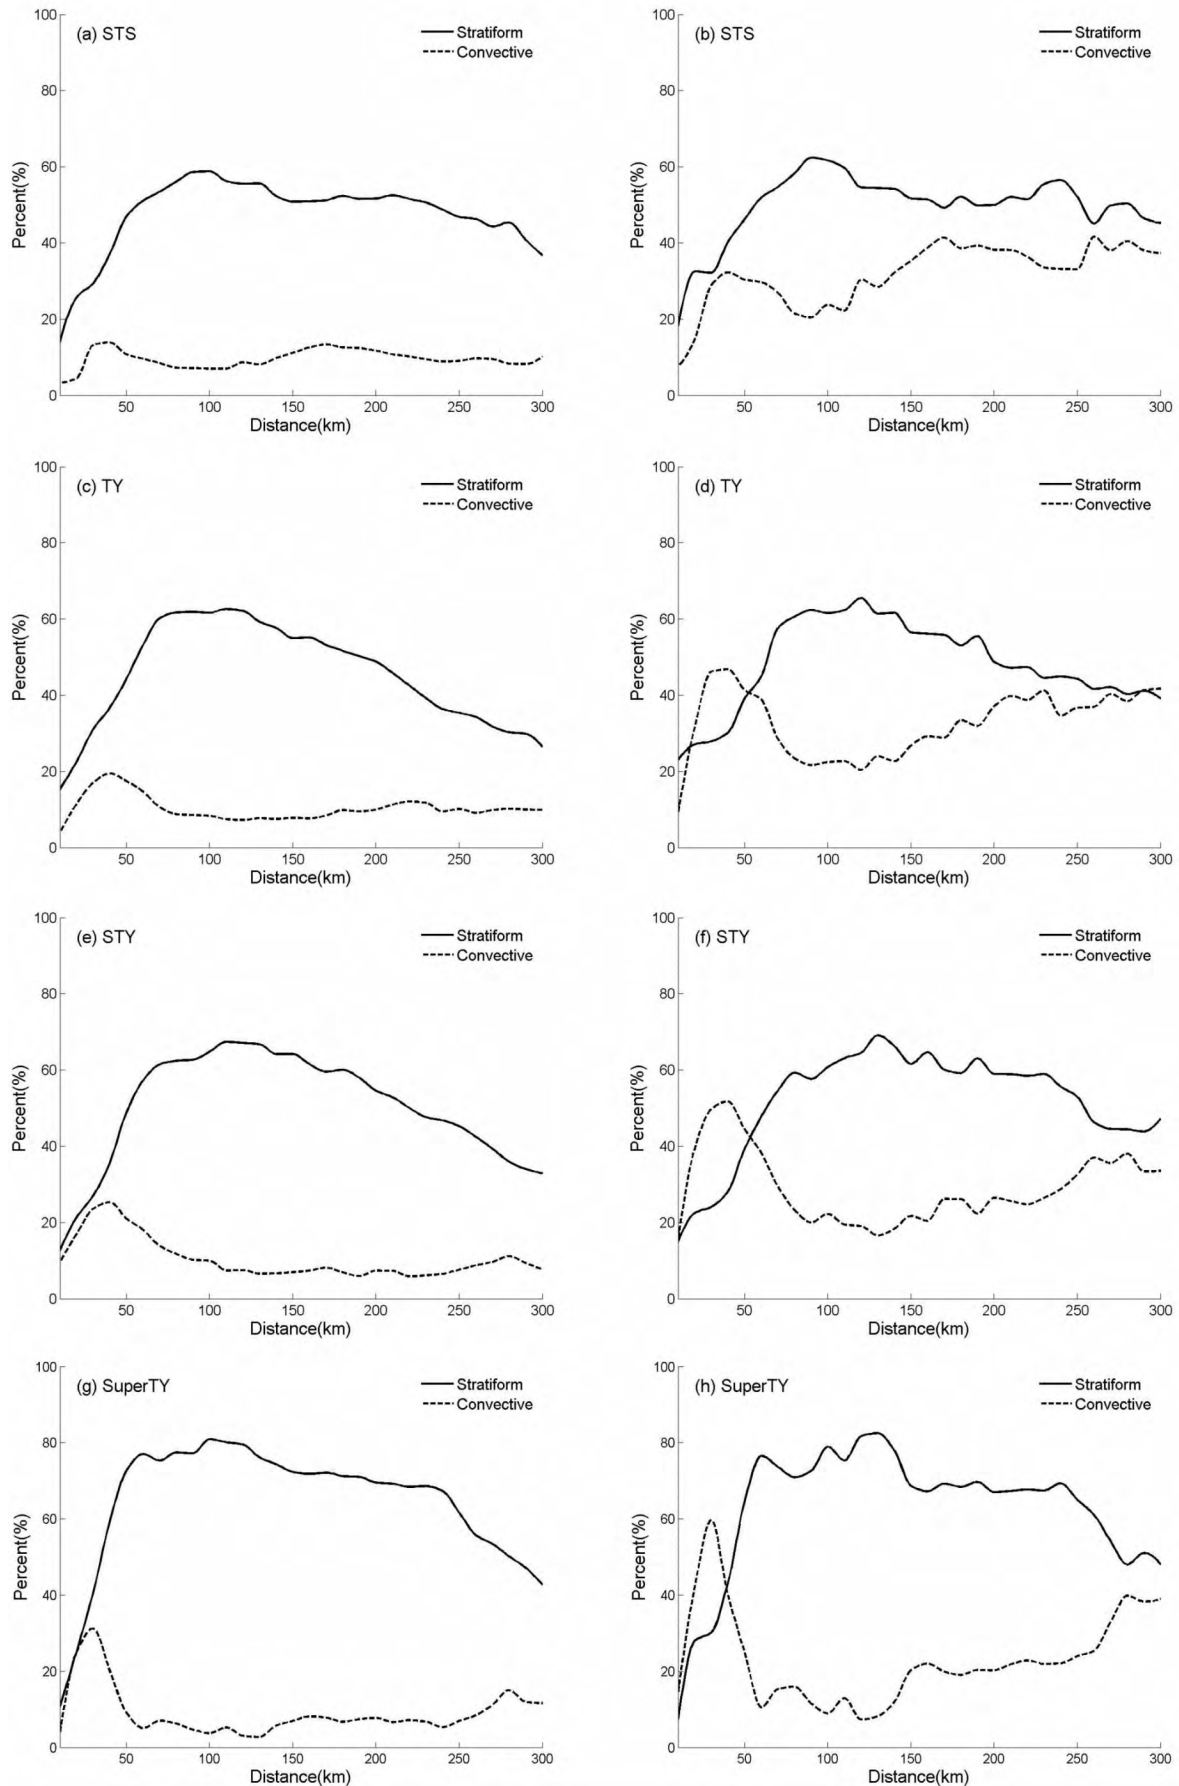 100
80
60
40
20
0
Percent(%)
(a) STS
Stratiform
Convective
50 100 150 200 250 300
Distance(km)
100
80
60
40
20
0
Percent(%)
(b) STS
Stratiform
Convective
50 100 150 200 250 300
Distance(km)
100
80
60
40
20
0
Percent(%)
(c) TY
Stratiform
Convective
50 100 150 200 250 300
Distance(km)
100
80
60
40
20
0
Percent(%)
(d) TY
Stratiform
Convective
50 100 150 200 250 300
Distance(km)
100
80
60
40
20
0
Percent(%)
(e) STY
Stratiform
Convective
50 100 150 200 250 300
Distance(km)
100
80
60
40
20
0
Percent(%)
(f) STY
Stratiform
Convective
50 100 150 200 250 300
Distance(km)
100
80
60
40
20
0
Percent(%)
(g) SuperTY
Stratiform
Convective
50 100 150 200 250 300
Distance(km)
100
80
60
40
20
0
Percent(%)
(h) SuperTY
Stratiform
Convective
50 100 150 200 250 300
Distance(km)